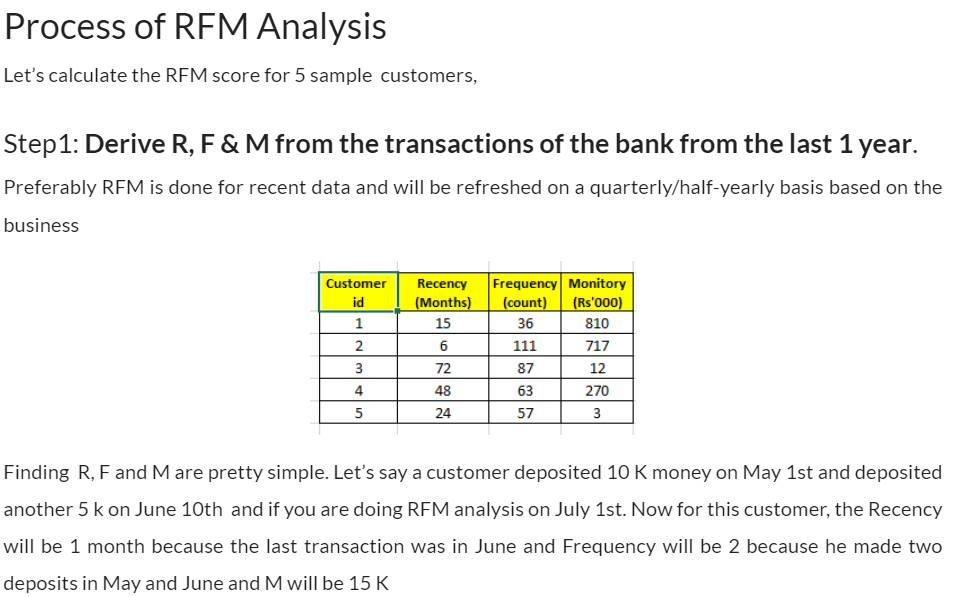 Process of RFM Analysis
Let's calculate the RFM score for 5 sample customers,
Step1: Derive R, F & M from the transactions of the bank from the last 1 year.
Preferably RFM is done for recent data and will be refreshed on a quarterly/half-yearly basis based on the
business
Customer id Recency (Months) Frequency (count) Monitory (Rs'000)
1 15 36 810
2 6 111 717
3 72 87 12
4 48 63 270
5 24 57 3
Finding R, F and M are pretty simple. Let's say a customer deposited 10 K money on May 1st and deposited
another 5 k on June 10th and if you are doing RFM analysis on July 1st. Now for this customer, the Recency
will be 1 month because the last transaction was in June and Frequency will be 2 because he made two
deposits in May and June and M will be 15 K